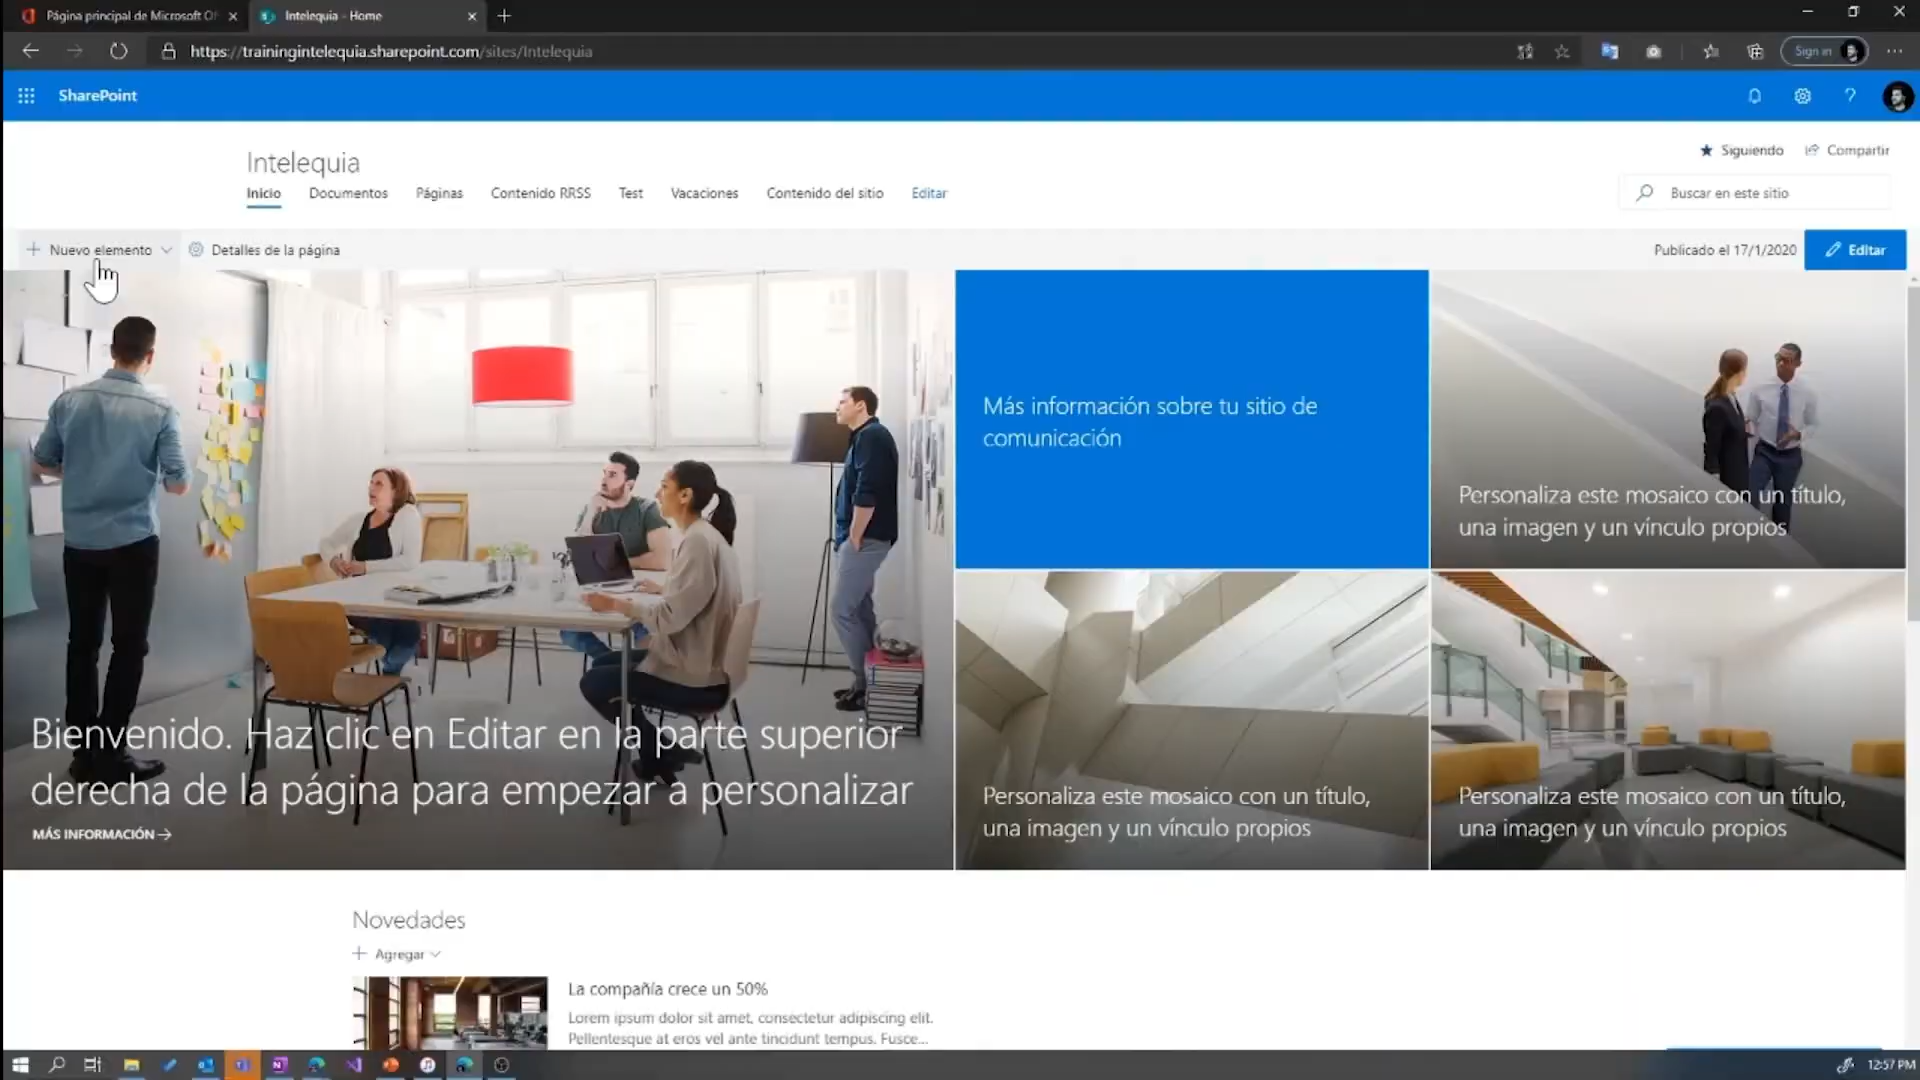 Página principal de Microsoft Of
Intelequia - Home
https://trainingintelequia.sharepoint.com/sites/Intelequia
Sign in
SharePoint
Intelequia
Siguiendo
Compartir
Inicio
Documentos
Páginas
Contenido RRSS
Test
Vacaciones
Contenido del sitio
Editar
Buscar en este sitio
Nuevo elemento
Detalles de la página
Publicado el 17/1/2020
Editar
Bienvenido. Haz clic en Editar en la parte superior
derecha de la página para empezar a personalizar
MÁS INFORMACIÓN
Más información sobre tu sitio de
comunicación
Personaliza este mosaico con un título,
una imagen y un vínculo propios
Personaliza este mosaico con un título,
una imagen y un vínculo propios
Personaliza este mosaico con un título,
una imagen y un vínculo propios
Novedades
Agregar
La compañía crece un 50%
Lorem ipsum dolor sit amet, consectetur adipiscing elit.
Pellentesque at eros vel ante tincidunt tempus. Fusce...
12:57 PM